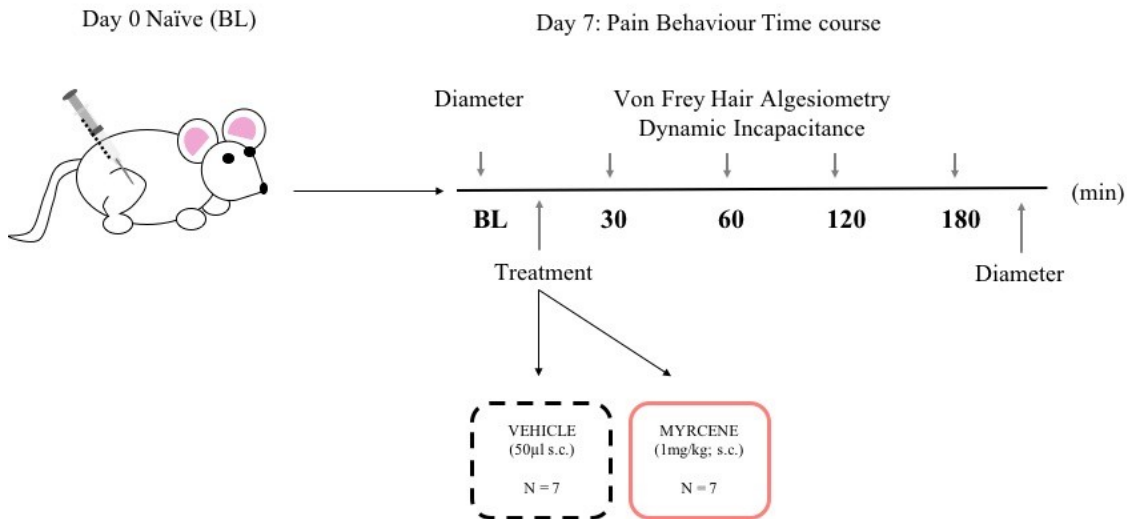 Day 0 Naïve (BL)
Day 7: Pain Behaviour Time course
Diameter
Von Frey Hair Algesiometry
Dynamic Incapacitance
BL
30
60
120
180
(min)
Treatment
Diameter
VEHICLE
(50µl s.c.)
N = 7
MYRCENE
(1mg/kg; s.c.)
N = 7